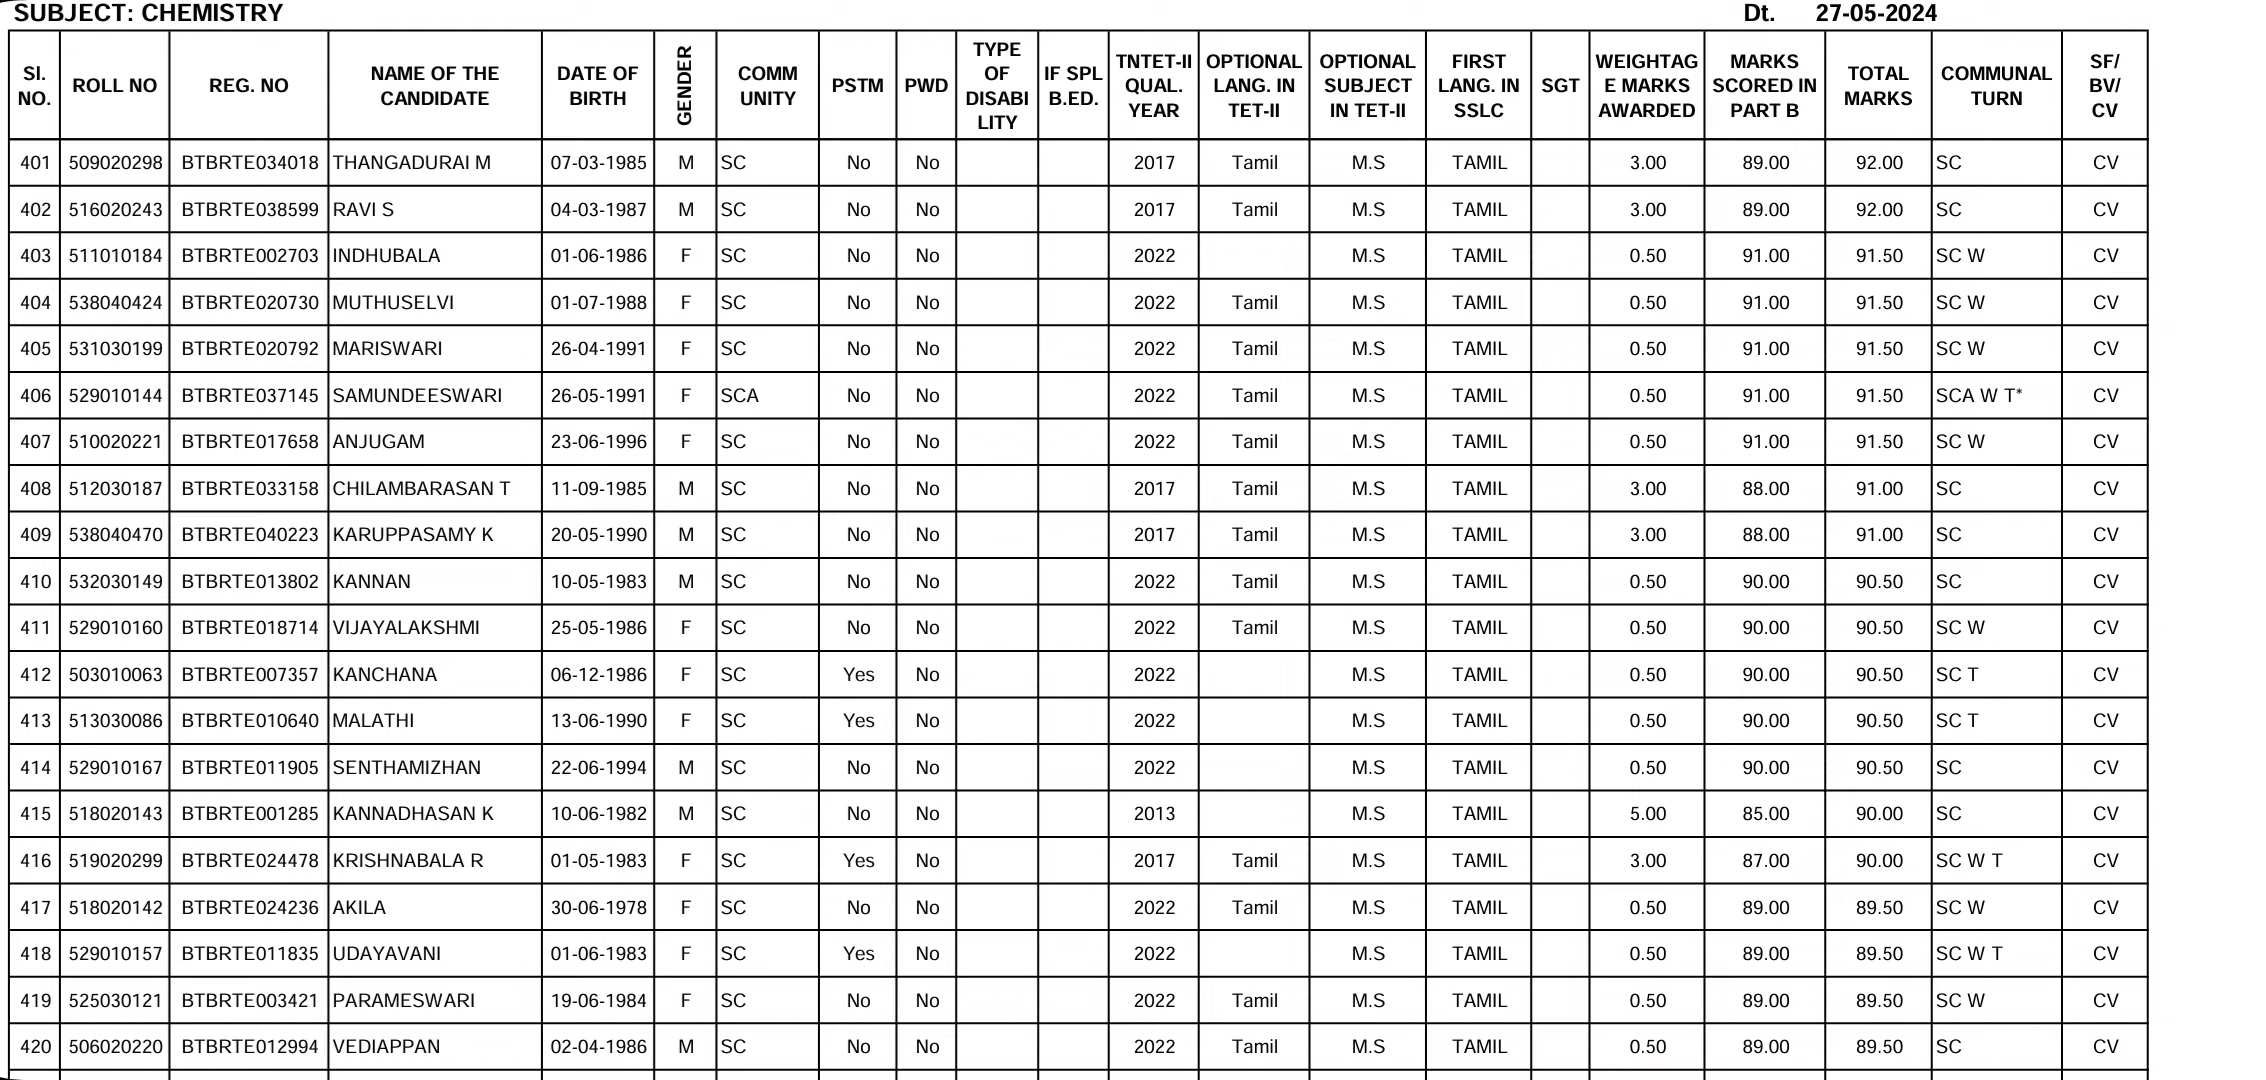 SUBJECT: CHEMISTRY Dt. 27-05-2024
SI. NO. ROLL NO REG. NO NAME OF THE CANDIDATE DATE OF BIRTH GENDER COMM UNITY PSTM PWD TYPE OF DISABI LITY IF SPL B.ED. TNTET-II QUAL. YEAR OPTIONAL LANG. IN TET-II OPTIONAL SUBJECT IN TET-II FIRST LANG. IN SSLC SGT WEIGHTAG E MARKS AWARDED MARKS SCORED IN PART B TOTAL MARKS COMMUNAL TURN SF/ BV/ CV
401 509020298 BTBRTE034018 THANGADURAI M 07-03-1985 M SC No No 2017 Tamil M.S TAMIL 3.00 89.00 92.00 SC CV
402 516020243 BTBRTE038599 RAVI S 04-03-1987 M SC No No 2017 Tamil M.S TAMIL 3.00 89.00 92.00 SC CV
403 511010184 BTBRTE002703 INDHUBALA 01-06-1986 F SC No No 2022 M.S TAMIL 0.50 91.00 91.50 SC W CV
404 538040424 BTBRTE020730 MUTHUSELVI 01-07-1988 F SC No No 2022 Tamil M.S TAMIL 0.50 91.00 91.50 SC W CV
405 531030199 BTBRTE020792 MARISWARI 26-04-1991 F SC No No 2022 Tamil M.S TAMIL 0.50 91.00 91.50 SC W CV
406 529010144 BTBRTE037145 SAMUNDEESWARI 26-05-1991 F SCA No No 2022 Tamil M.S TAMIL 0.50 91.00 91.50 SCA W T* CV
407 510020221 BTBRTE017658 ANJUGAM 23-06-1996 F SC No No 2022 Tamil M.S TAMIL 0.50 91.00 91.50 SC W CV
408 512030187 BTBRTE033158 CHILAMBARASAN T 11-09-1985 M SC No No 2017 Tamil M.S TAMIL 3.00 88.00 91.00 SC CV
409 538040470 BTBRTE040223 KARUPPASAMY K 20-05-1990 M SC No No 2017 Tamil M.S TAMIL 3.00 88.00 91.00 SC CV
410 532030149 BTBRTE013802 KANNAN 10-05-1983 M SC No No 2022 Tamil M.S TAMIL 0.50 90.00 90.50 SC CV
411 529010160 BTBRTE018714 VIJAYALAKSHMI 25-05-1986 F SC No No 2022 Tamil M.S TAMIL 0.50 90.00 90.50 SC W CV
412 503010063 BTBRTE007357 KANCHANA 06-12-1986 F SC Yes No 2022 M.S TAMIL 0.50 90.00 90.50 SC T CV
413 513030086 BTBRTE010640 MALATHI 13-06-1990 F SC Yes No 2022 M.S TAMIL 0.50 90.00 90.50 SC T CV
414 529010167 BTBRTE011905 SENTHAMIZHAN 22-06-1994 M SC No No 2022 M.S TAMIL 0.50 90.00 90.50 SC CV
415 518020143 BTBRTE001285 KANNADHASAN K 10-06-1982 M SC No No 2013 M.S TAMIL 5.00 85.00 90.00 SC CV
416 519020299 BTBRTE024478 KRISHNABALA R 01-05-1983 F SC Yes No 2017 Tamil M.S TAMIL 3.00 87.00 90.00 SC W T CV
417 518020142 BTBRTE024236 AKILA 30-06-1978 F SC No No 2022 Tamil M.S TAMIL 0.50 89.00 89.50 SC W CV
418 529010157 BTBRTE011835 UDAYAVANI 01-06-1983 F SC Yes No 2022 M.S TAMIL 0.50 89.00 89.50 SC W T CV
419 525030121 BTBRTE003421 PARAMESWARI 19-06-1984 F SC No No 2022 Tamil M.S TAMIL 0.50 89.00 89.50 SC W CV
420 506020220 BTBRTE012994 VEDIAPPAN 02-04-1986 M SC No No 2022 Tamil M.S TAMIL 0.50 89.00 89.50 SC CV